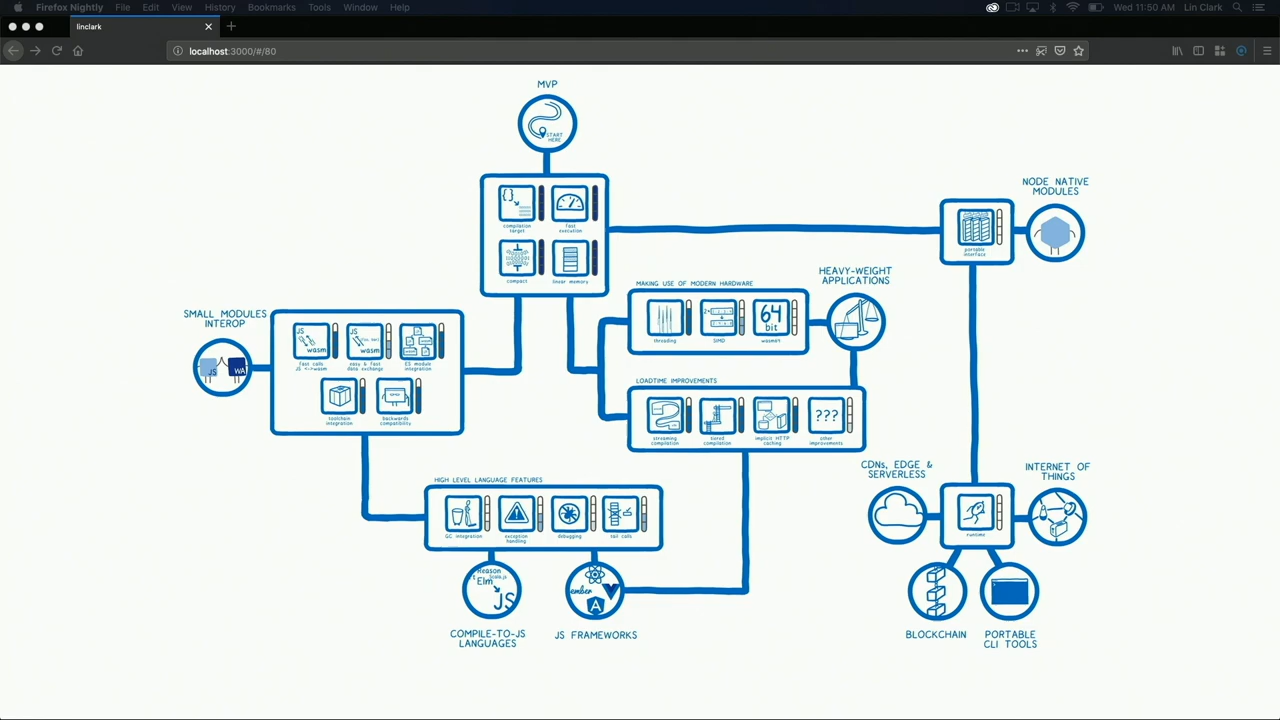 Firefox Nightly File Edit View History Bookmarks Tools Window Help
Wed 11:50 AM Lin Clark
linclark
localhost:3000/#/80
MVP
START
HERE
{}
compilation
target
fast
execution
compact
linear memory
NODE NATIVE
MODULES
portable
interface
MAKING USE OF MODERN HARDWARE
HEAVY-WEIGHT
APPLICATIONS
threading
SIMD
64
bit
wasm64
SMALL MODULES
INTEROP
JS
WA
JS
wasm
fast calls
JS <->wasm
JS
wasm
easy & fast
data exchange
ES module
integration
toolchain
integration
backwards
compatibility
LOADTIME IMPROVEMENTS
streaming
compilation
tiered
compilation
implicit HTTP
caching
???
other
improvements
HIGH LEVEL LANGUAGE FEATURES
GC integration
exception
handling
debugging
tail calls
CDNs, EDGE &
SERVERLESS
INTERNET OF
THINGS
runtime
Reason
Scala.js
Elm
JS
ember
A
COMPILE-TO-JS
LANGUAGES
JS FRAMEWORKS
BLOCKCHAIN
PORTABLE
CLI TOOLS